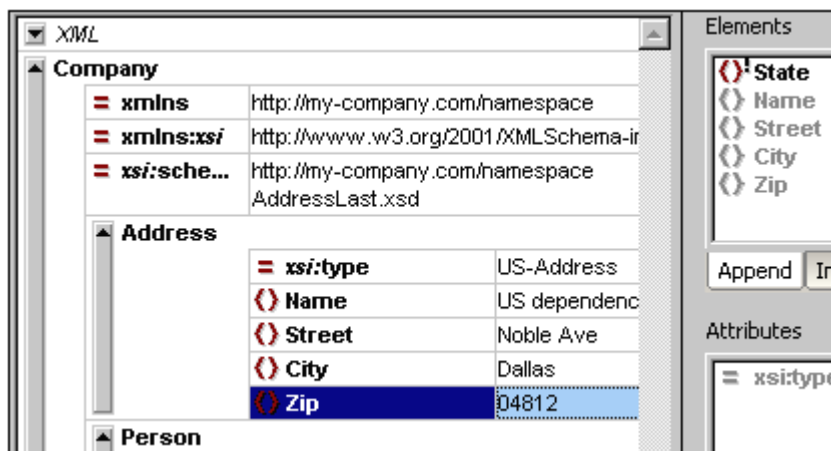 XML
Company
= xmlns http://my-company.com/namespace
= xmlns:xsi http://www.w3.org/2001/XMLSchema-in
= xsi:sche... http://my-company.com/namespace
AddressLast.xsd
Address
= xsi:type US-Address
Name US dependenc
Street Noble Ave
City Dallas
Zip 04812
Person
Elements
State
Name
Street
City
Zip
Append
Attributes
= xsi:type